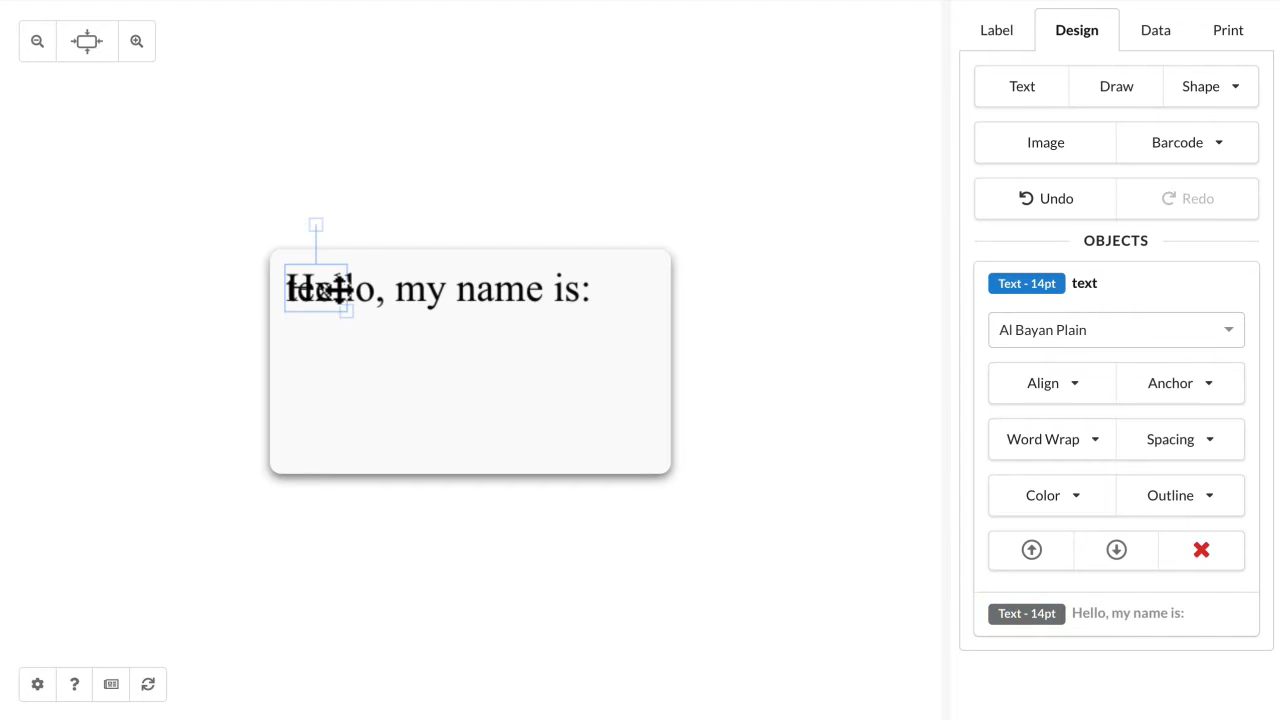 Label Design Data Print
Text Draw Shape
Image Barcode
Undo Redo
OBJECTS
Text - 14pt text
Al Bayan Plain
Align Anchor
Word Wrap Spacing
Color Outline
Text - 14pt Hello, my name is:
Hello, my name is:
text
?